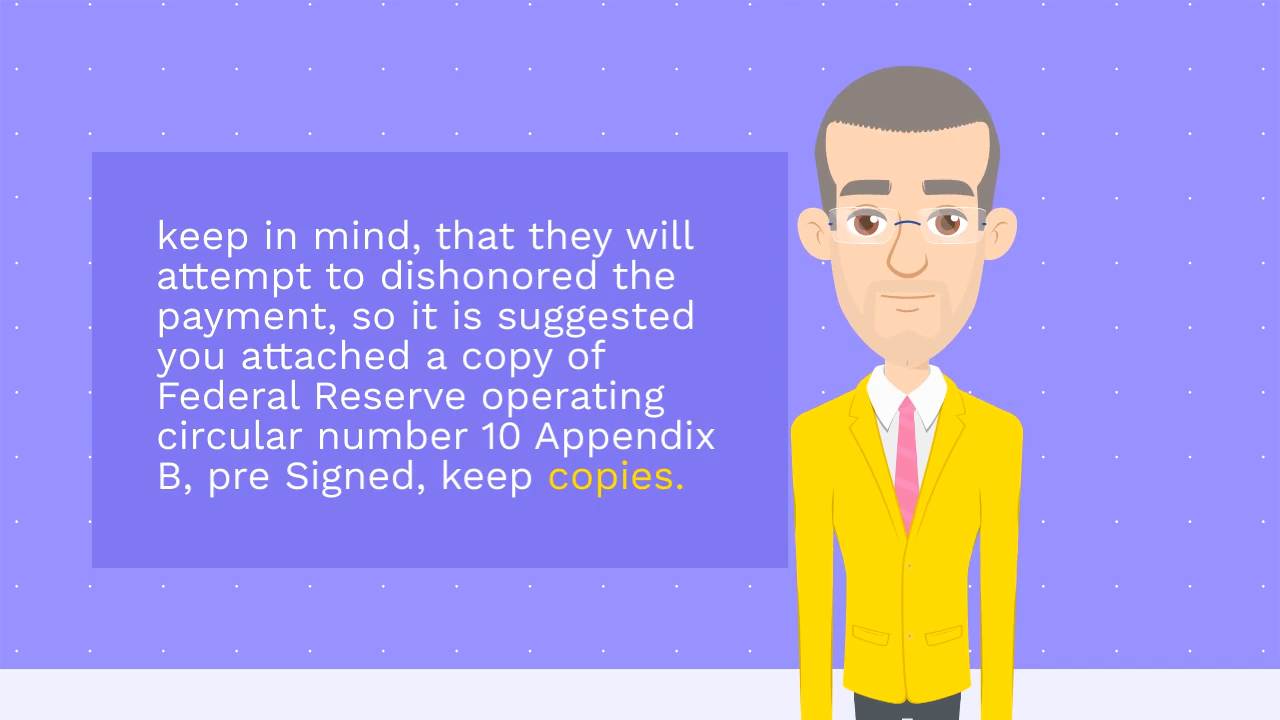 keep in mind, that they will
attempt to dishonored the
payment, so it is suggested
you attached a copy of
Federal Reserve operating
circular number 10 Appendix
B, pre Signed, keep copies.